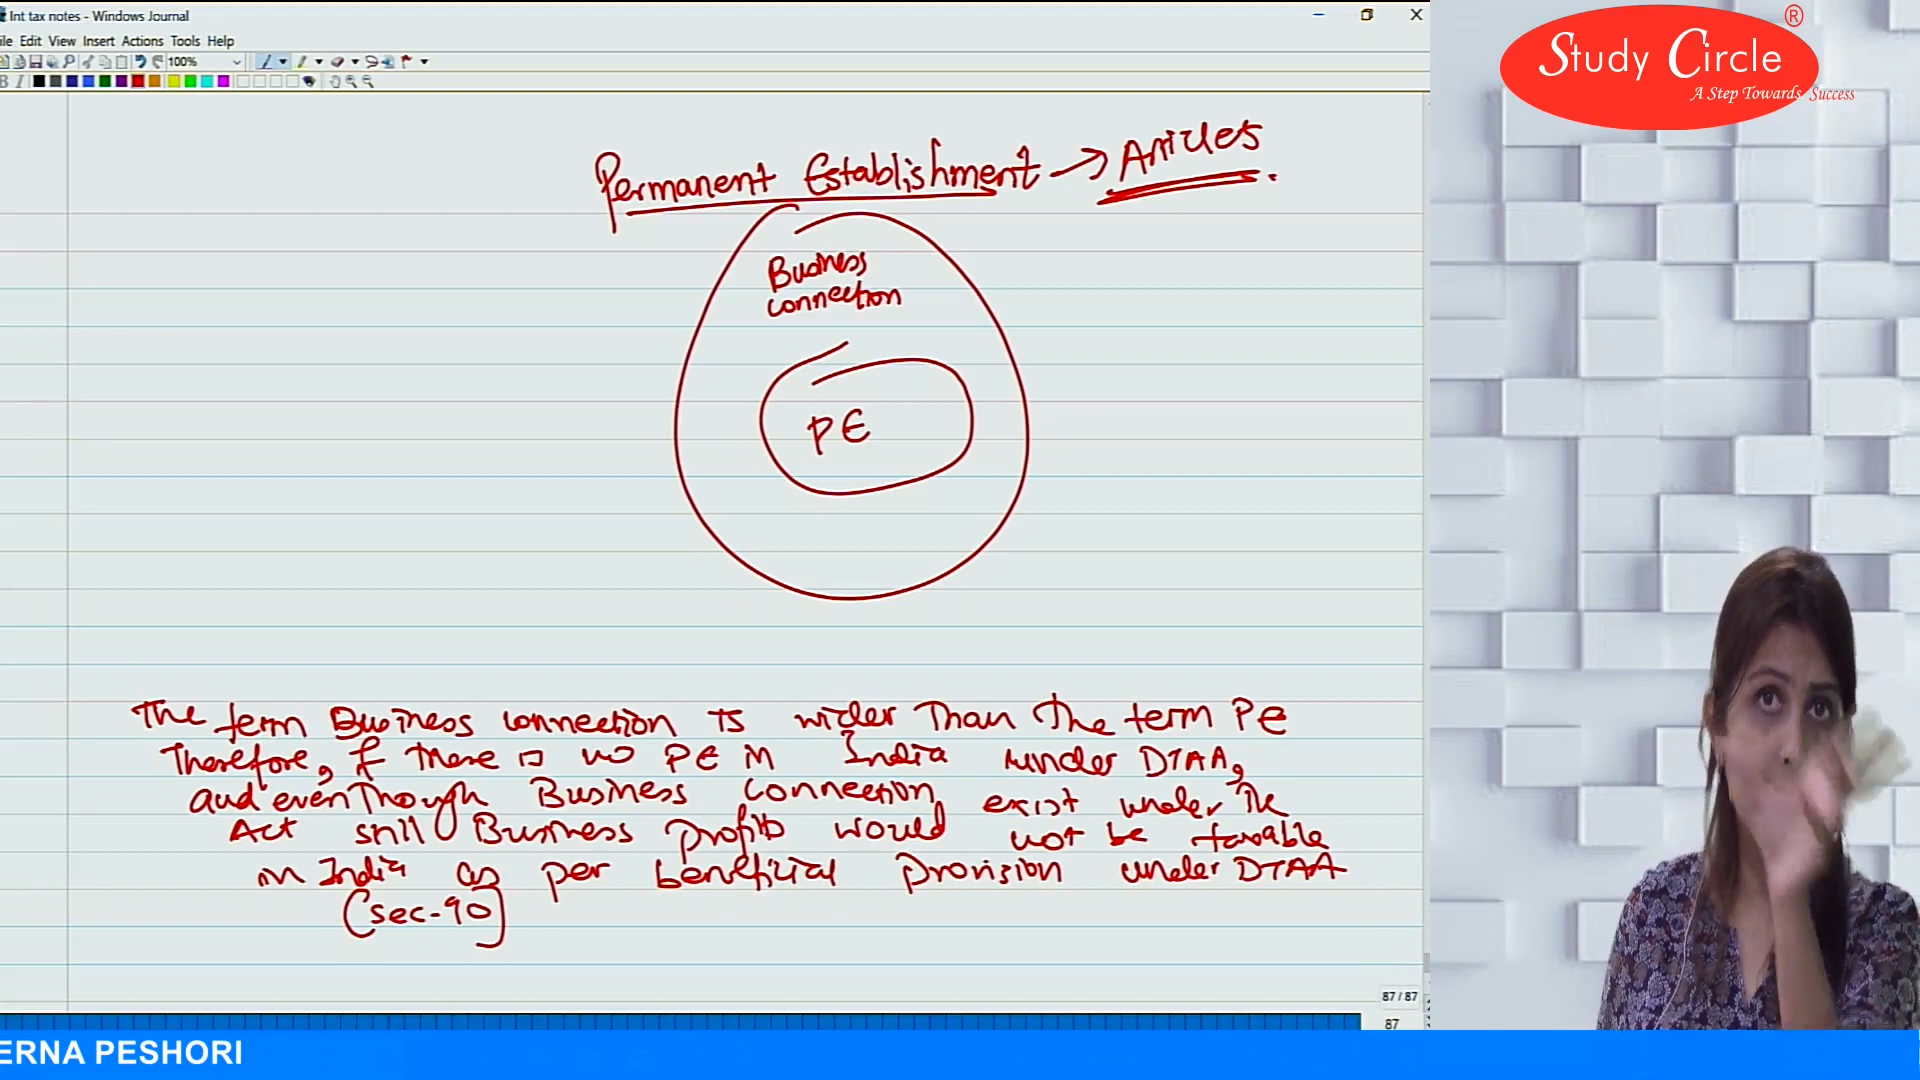 Int tax notes - Windows Journal
ile Edit View Insert Actions Tools Help
100%
B I
Study Circle ®
A Step Towards Success
Permanent Establishment → Articles
Business
connection
PE
The term Business connection is wider Than The term PE
Therefore, if there is no PE in India under DTAA,
and even Though Business Connection exist under The
Act still Business profits would not be taxable
in India as per beneficial provision under DTAA
(sec-90]
87 / 87
87
ERNA PESHORI